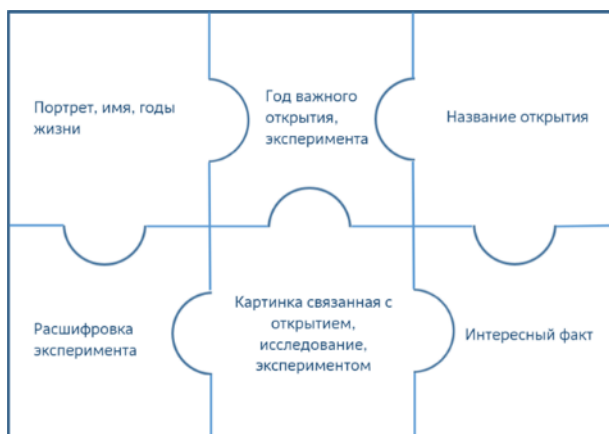 Портрет, имя, годы
жизни
Год важного
открытия,
эксперимента
Название открытия
Расшифровка
эксперимента
Картинка связанная с
открытием,
исследование,
экспериментом
Интересный факт